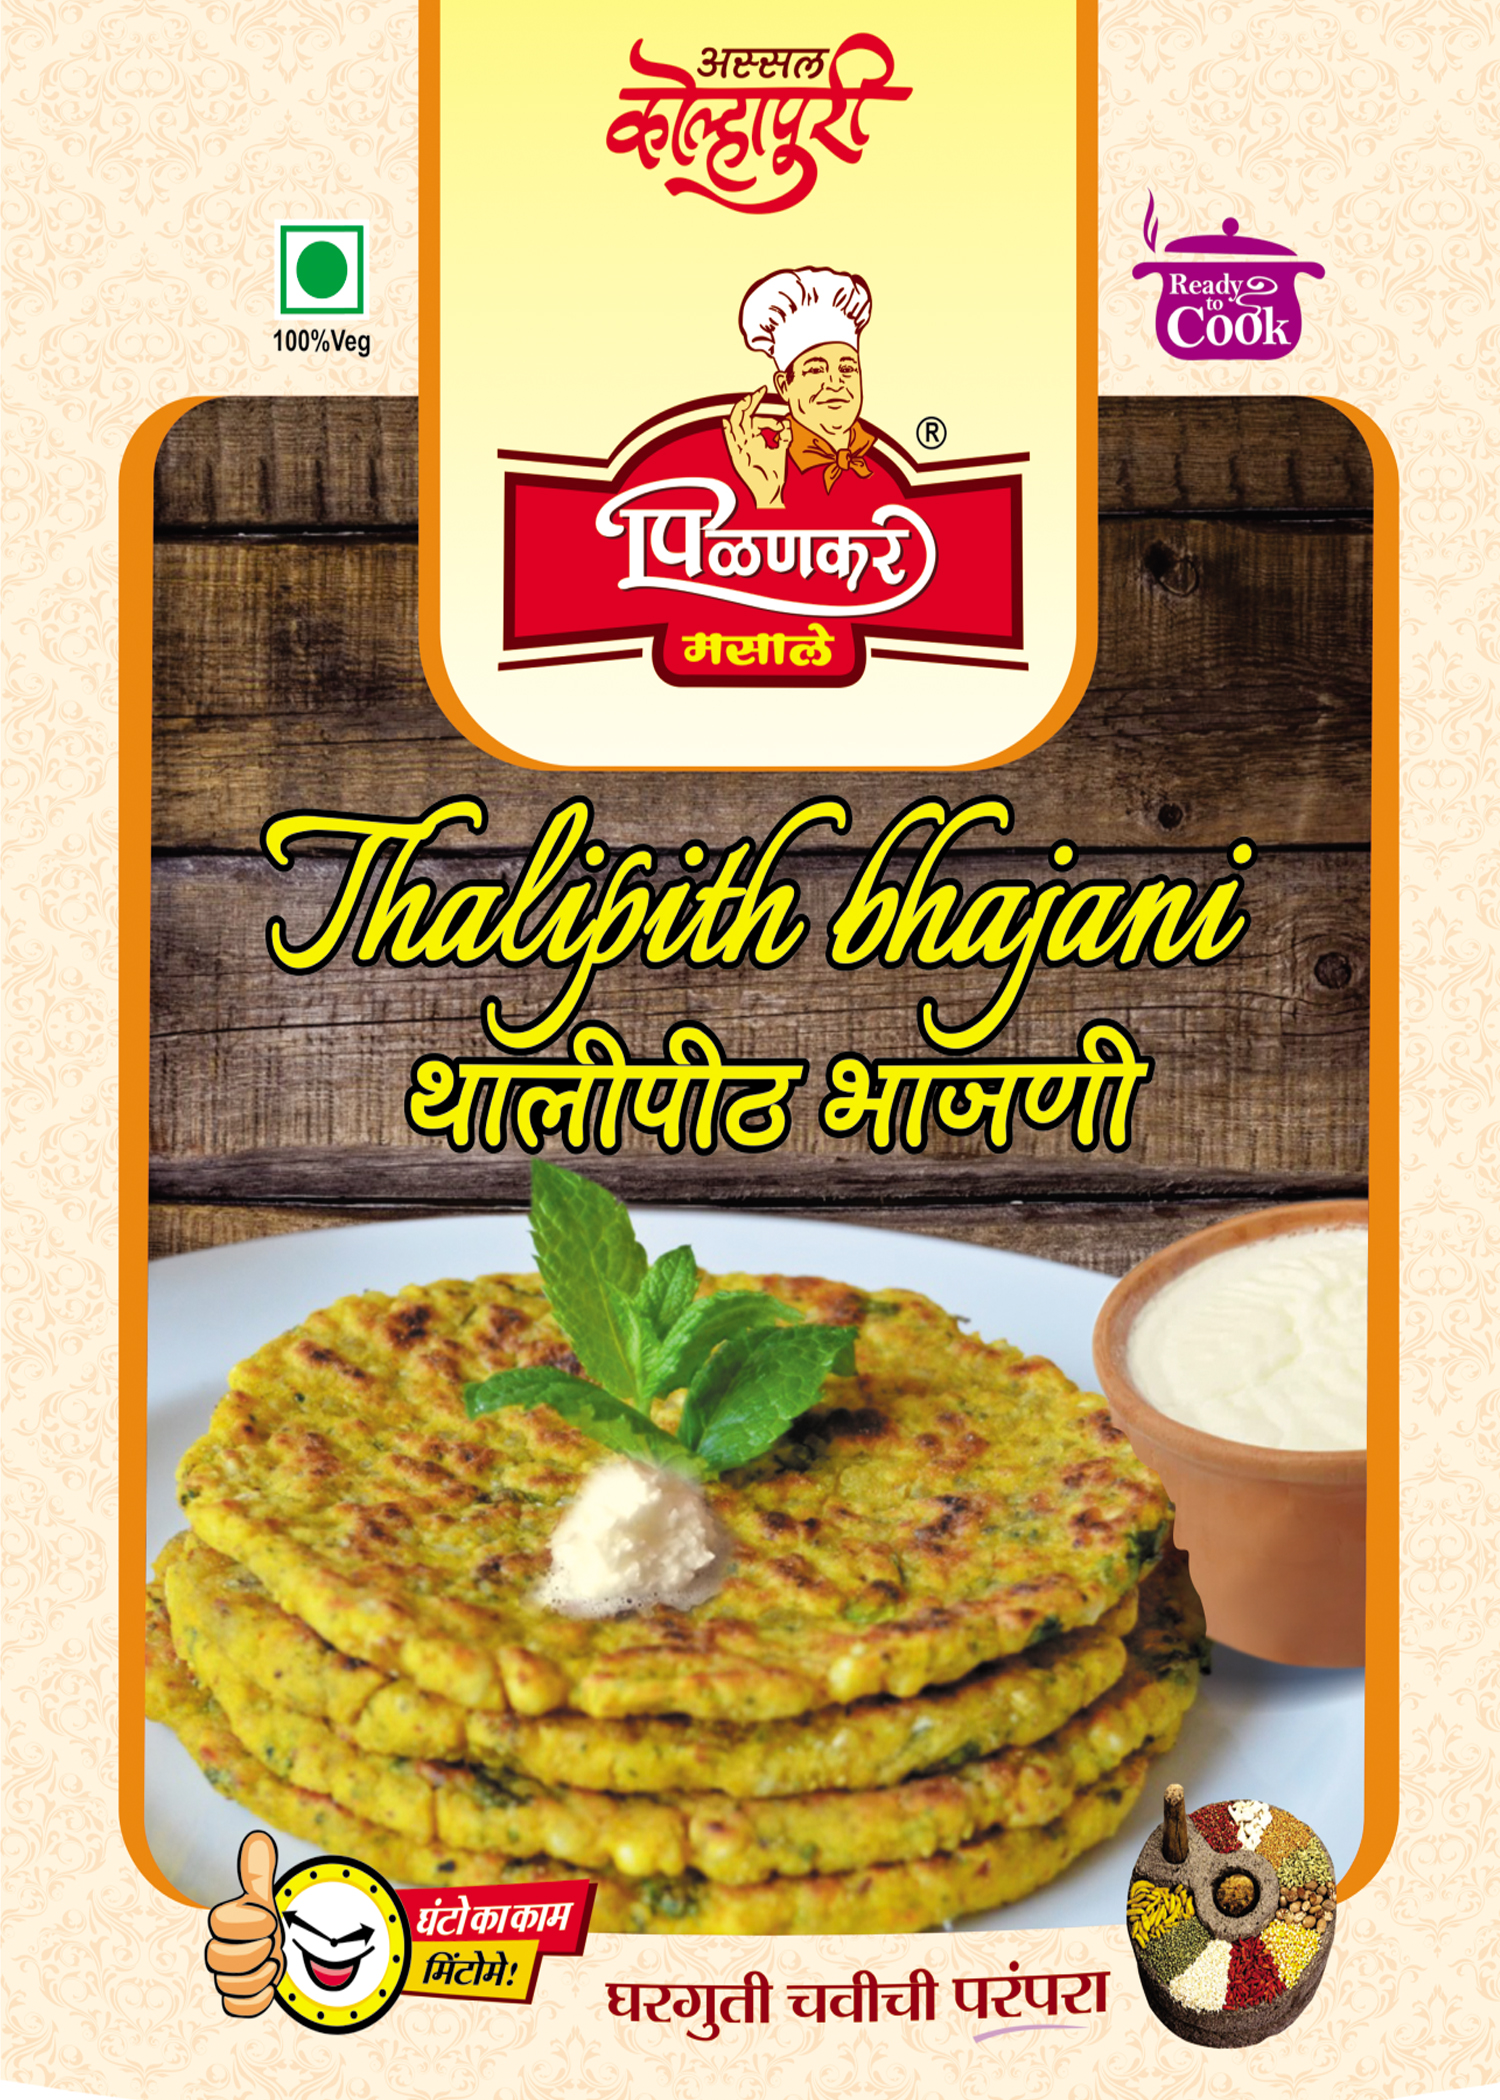 अस्सल
कोल्हापुरी
100%Veg
Ready
to
Cook
®
पिळणकर
मसाले
Thalipith bhajani
थालीपीठ भाजणी
घंटो का काम
मिंटोमे!
घरगुती चवीची परंपरा